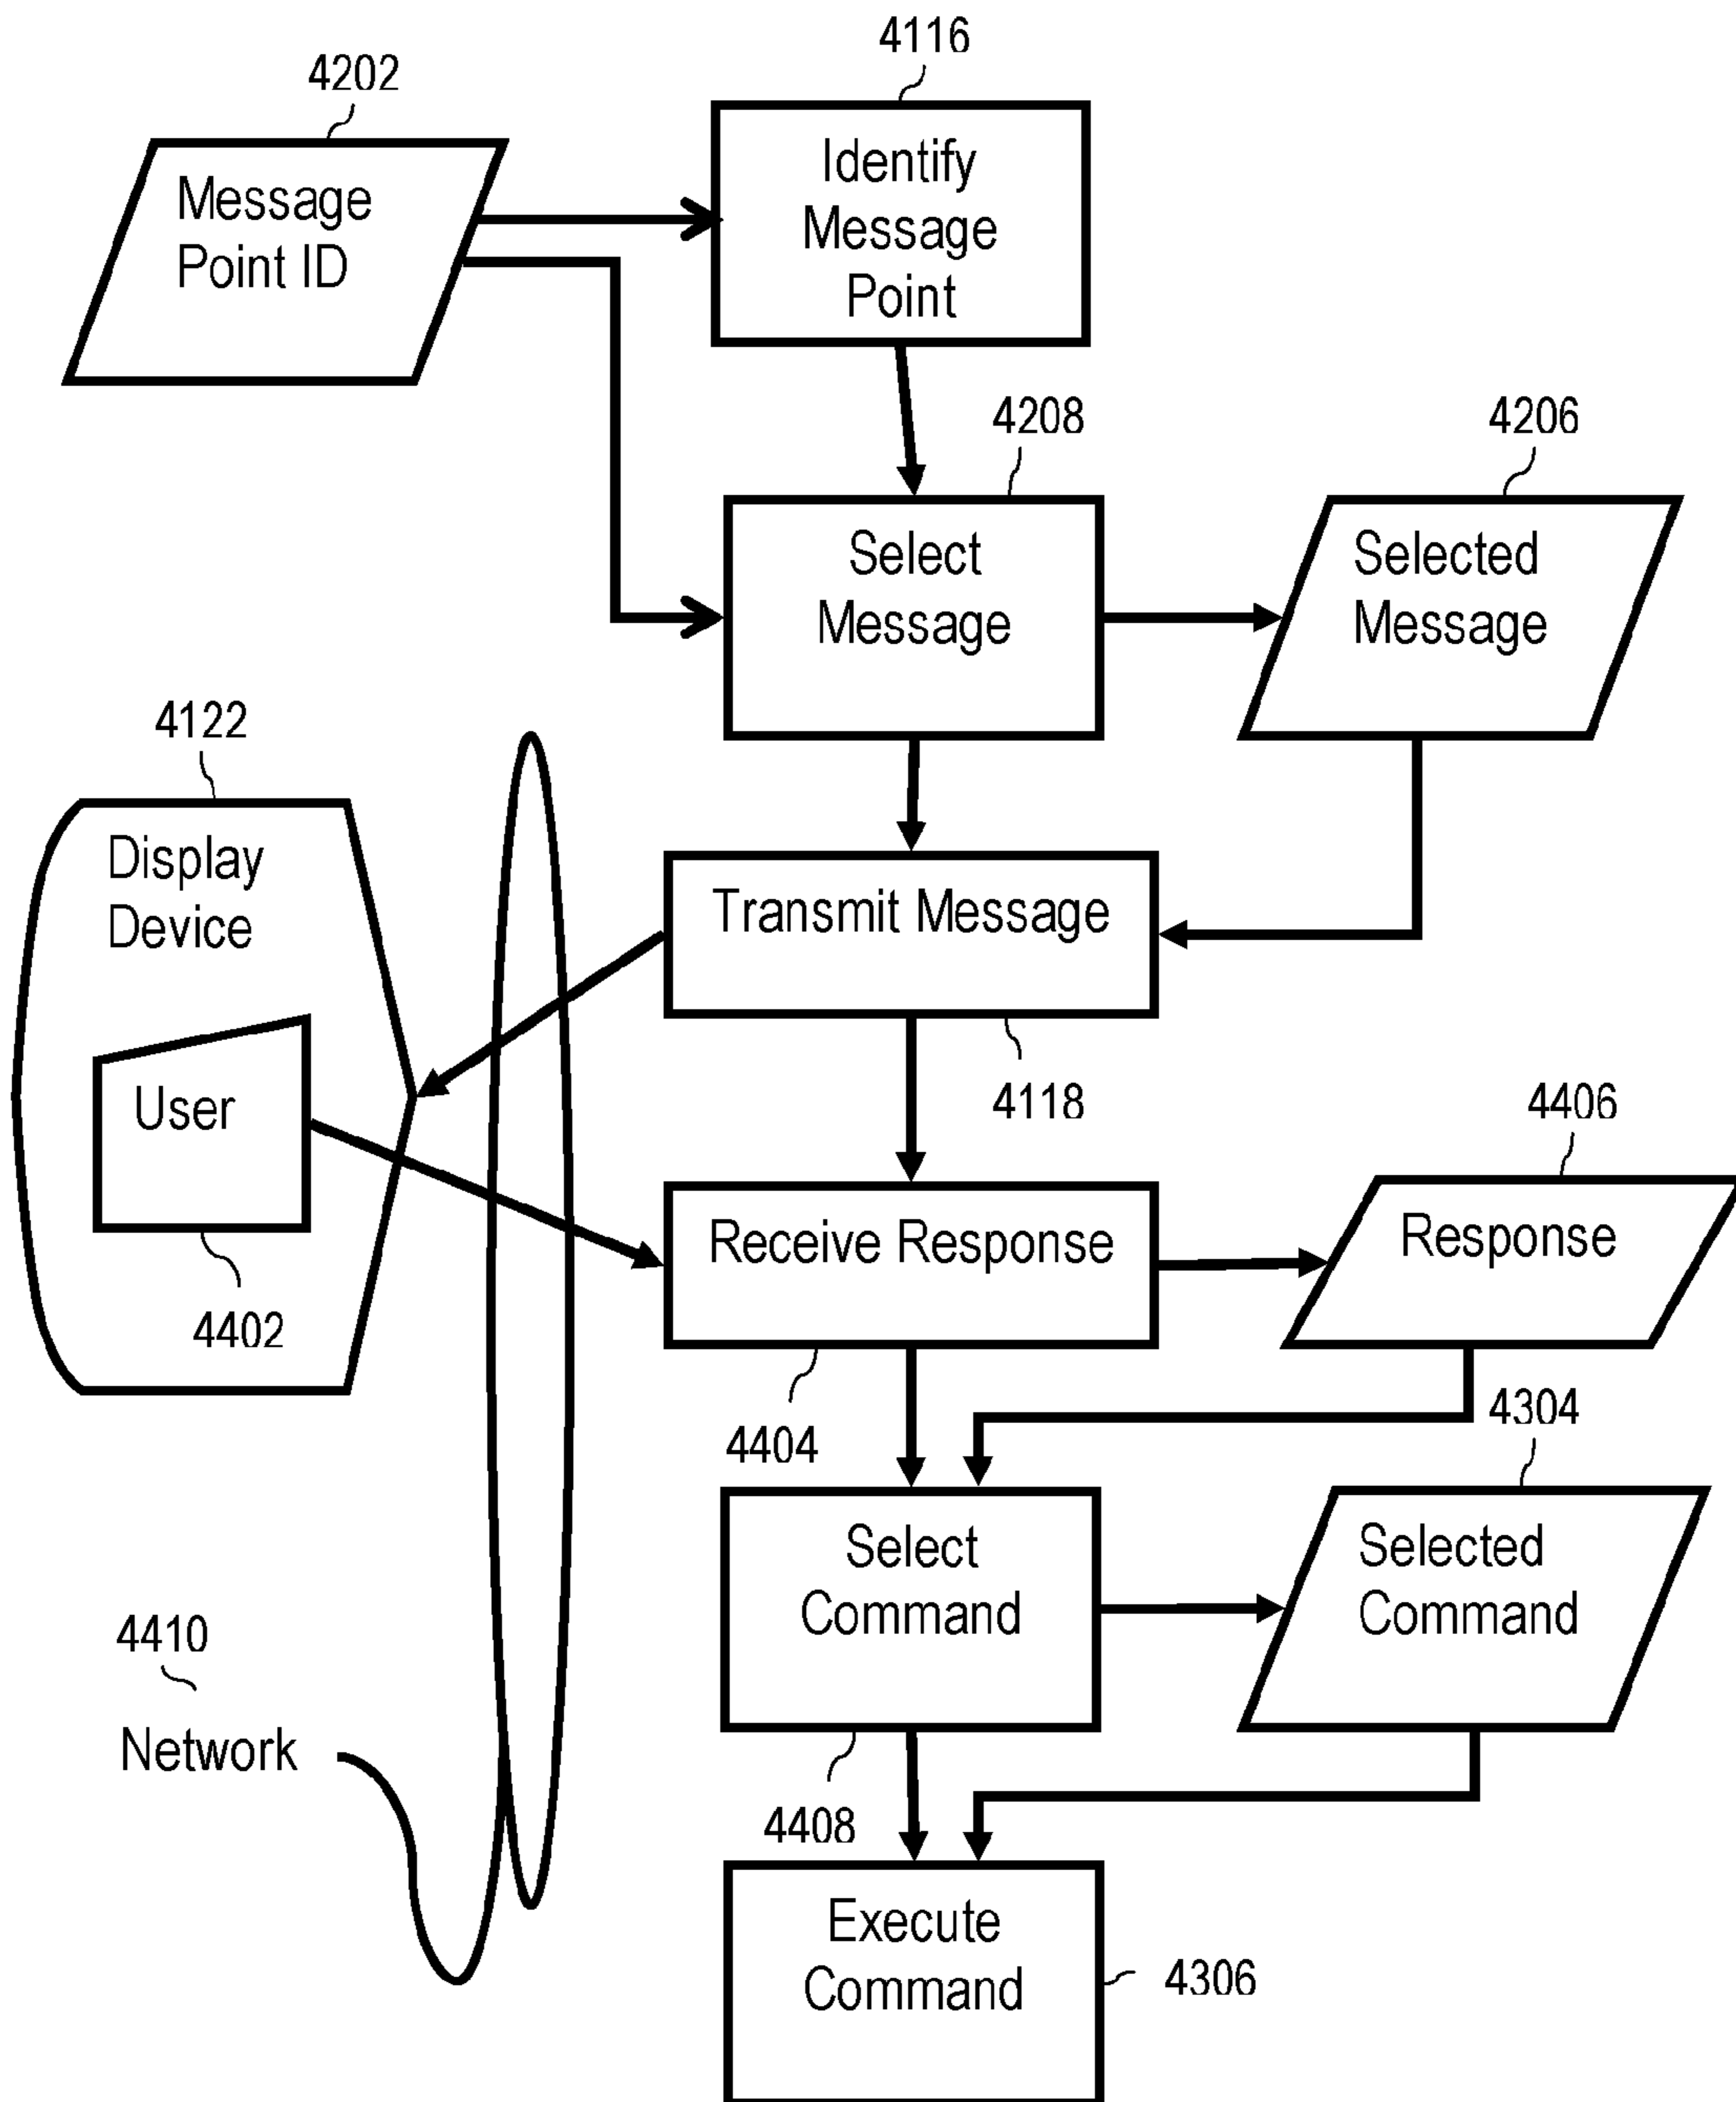 4116
4202
Identify
Message
Point
Message
Point ID
4208
4206
Select
Message
Selected
Message
4122
Display
Device
Transmit Message
4118
4406
User
Receive Response
Response
4402
4404
4304
Select
Command
Selected
Command
4410
Network
4408
Execute
Command
4306